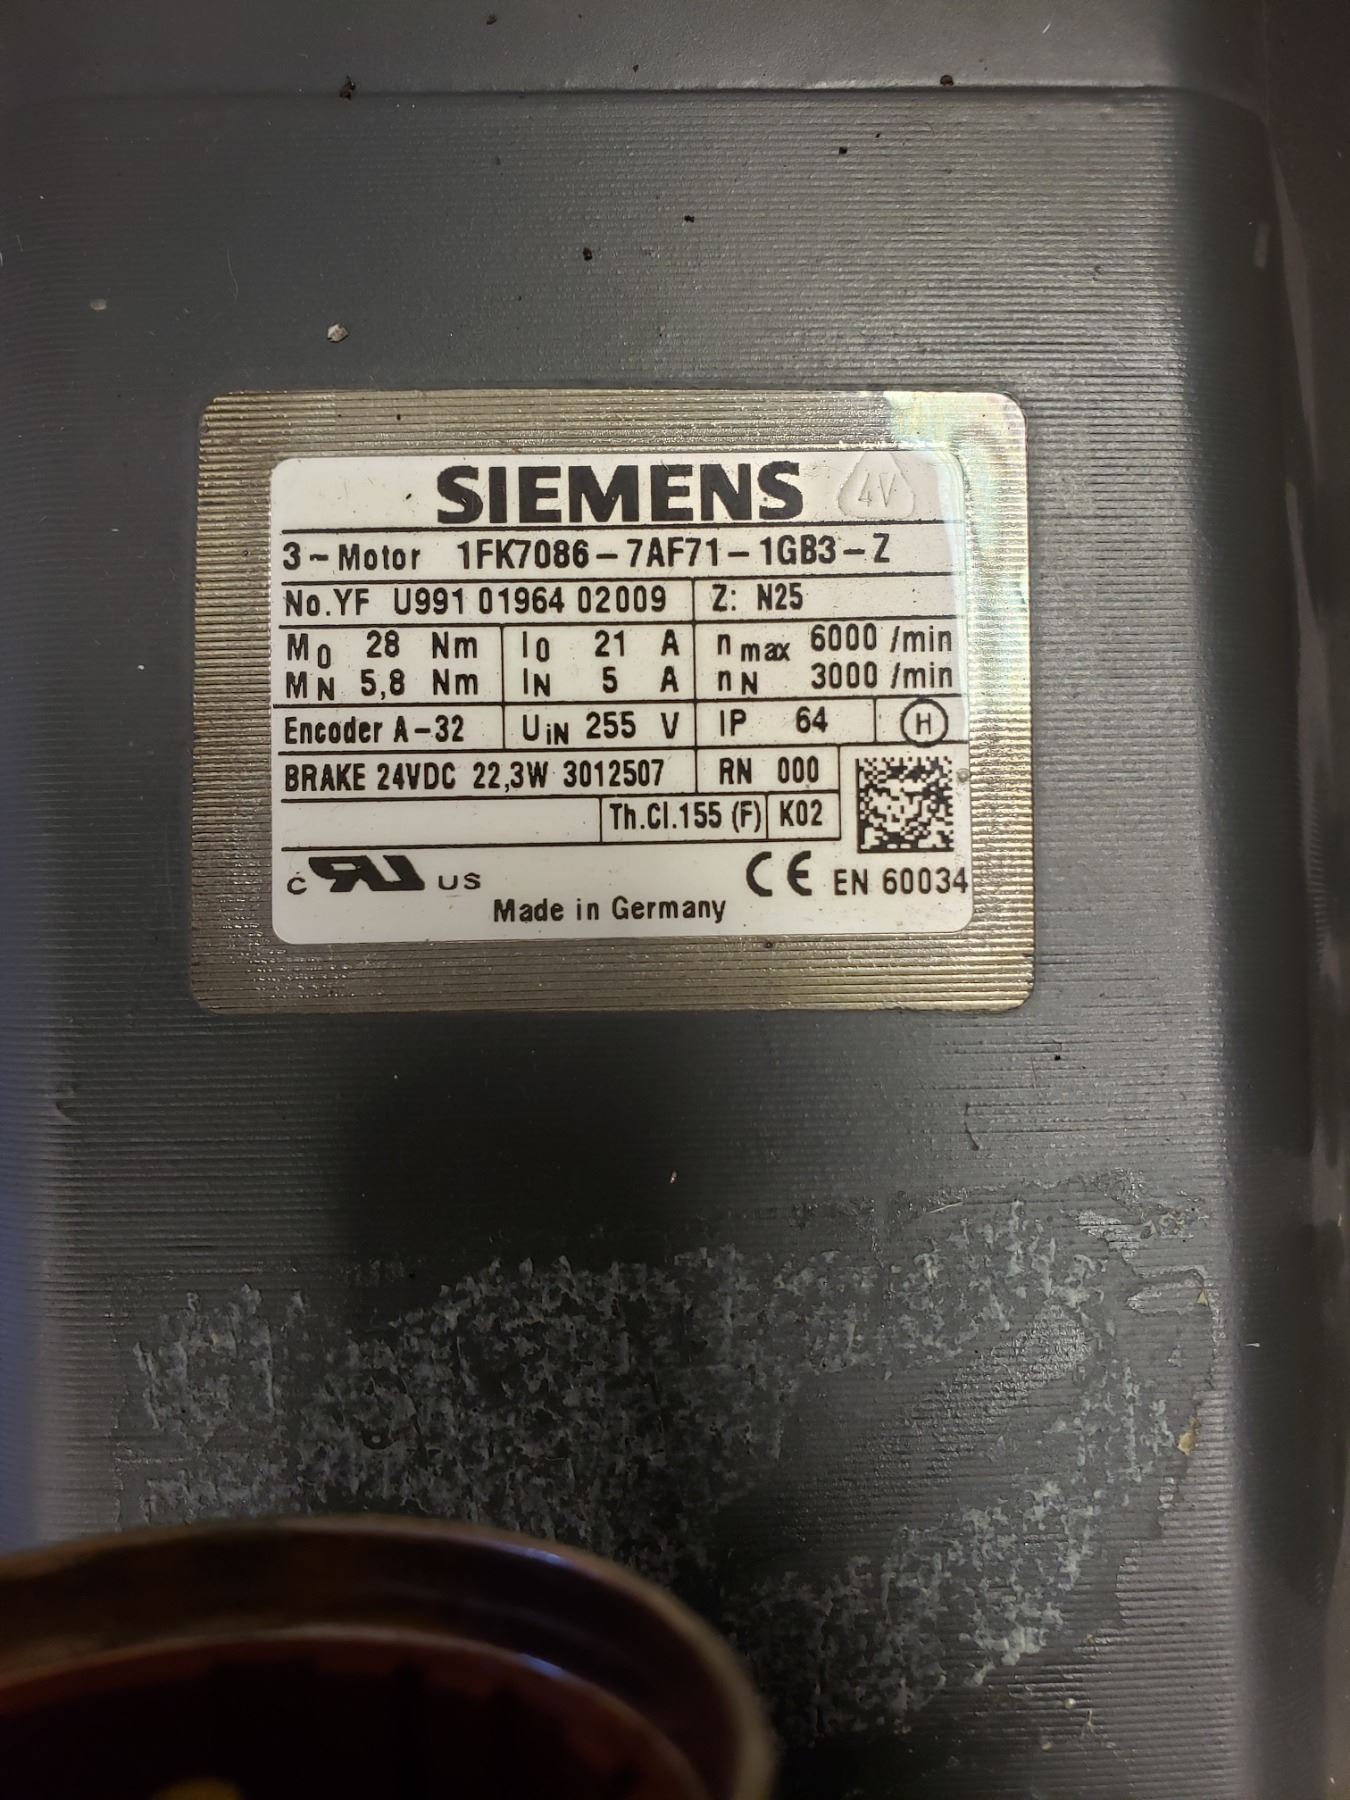 SIEMENS 4V
3~Motor 1FK7086-7AF71-1GB3-Z
No.YF U991 01964 02009 Z: N25
M0 28 Nm I0 21 A n max 6000 /min
MN 5,8 Nm IN 5 A nN 3000 /min
Encoder A-32 UiN 255 V IP 64 H
BRAKE 24VDC 22,3W 3012507 RN 000
Th.Cl.155 (F) K02
c RU US CE EN 60034
Made in Germany